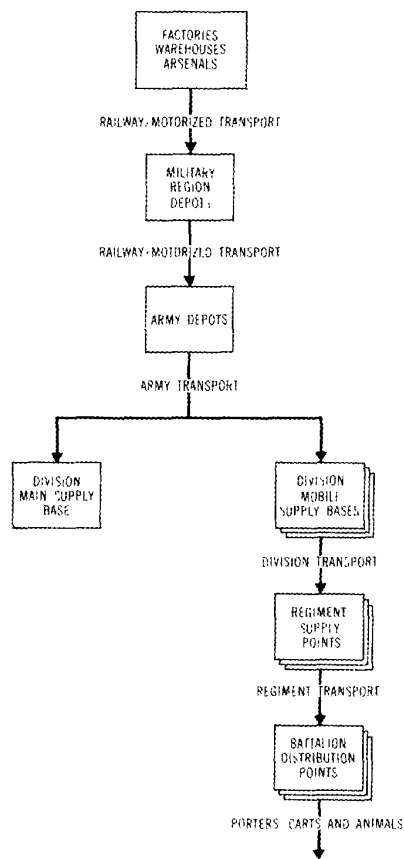 FACTORIES
WAREHOUSES
ARSENALS
RAILWAY/MOTORIZED TRANSPORT
MILITARY
REGION
DEPOTS
RAILWAY/MOTORIZED TRANSPORT
ARMY DEPOTS
ARMY TRANSPORT
DIVISION
MAIN SUPPLY
BASE
DIVISION
MOBILE
SUPPLY BASES
DIVISION TRANSPORT
REGIMENT
SUPPLY
POINTS
REGIMENT TRANSPORT
BATTALION
DISTRIBUTION
POINTS
PORTERS, CARTS AND ANIMALS